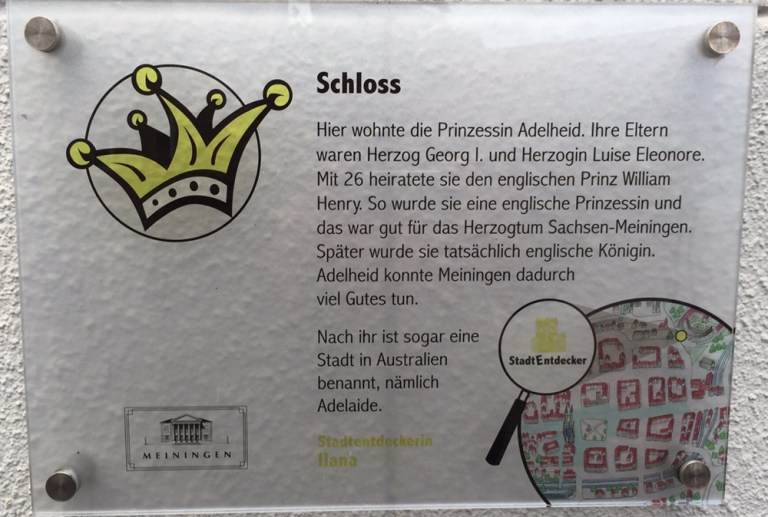 Schloss
Hier wohnte die Prinzessin Adelheid. Ihre Eltern
waren Herzog Georg I. und Herzogin Luise Eleonore.
Mit 26 heiratete sie den englischen Prinz William
Henry. So wurde sie eine englische Prinzessin und
das war gut für das Herzogtum Sachsen-Meiningen.
Später wurde sie tatsächlich englische Königin.
Adelheid konnte Meiningen dadurch
viel Gutes tun.
Nach ihr ist sogar eine
Stadt in Australien
benannt, nämlich
Adelaide.
Stadtentdeckerin
Ilana
StadtEntdecker
MEININGEN